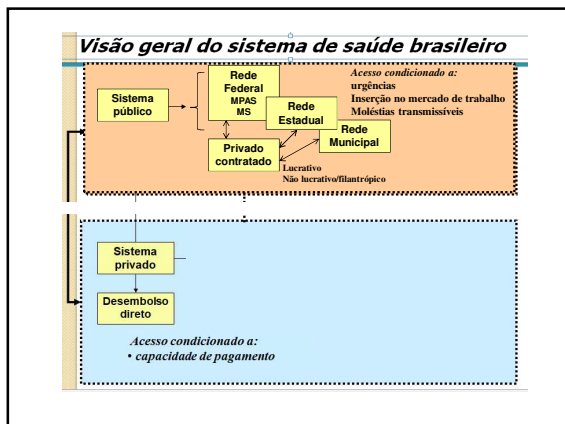 Visão geral do sistema de saúde brasileiro
Sistema
público
Rede
Federal
MPAS
MS
Rede
Estadual
Rede
Municipal
Privado
contratado
Acesso condicionado a:
urgências
Inserção no mercado de trabalho
Moléstias transmissíveis
Lucrativo
Não lucrativo/filantrópico
Sistema
privado
Desembolso
direto
Acesso condicionado a:
• capacidade de pagamento